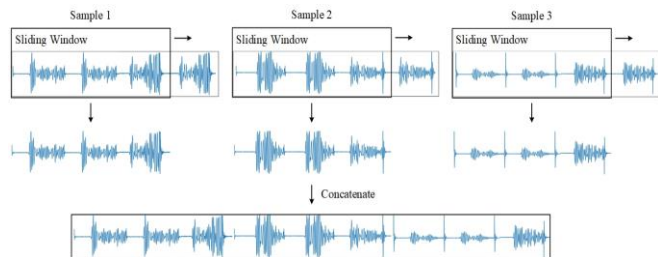 Sample 1
Sample 2
Sample 3
Sliding Window
Sliding Window
Sliding Window
Concatenate